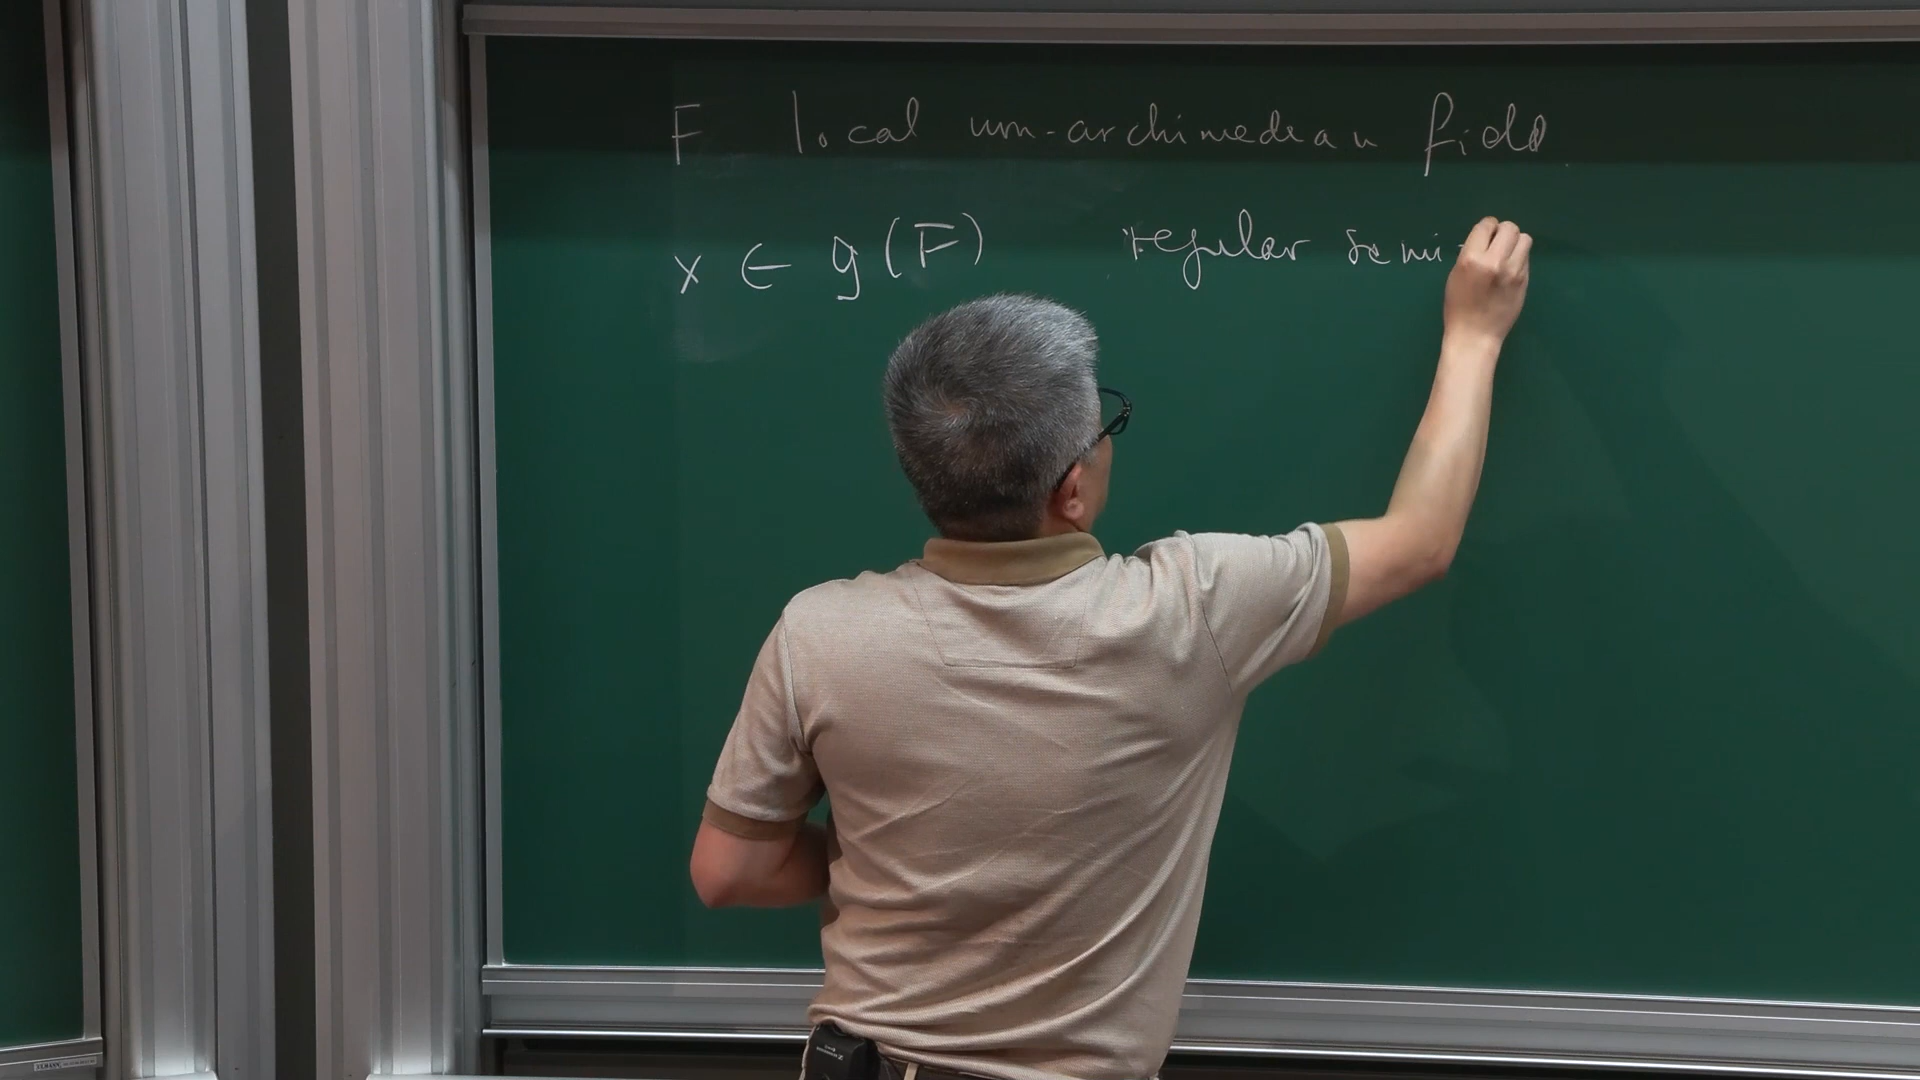 F local non-archimedean field
x ∈ g(F) regular semi-